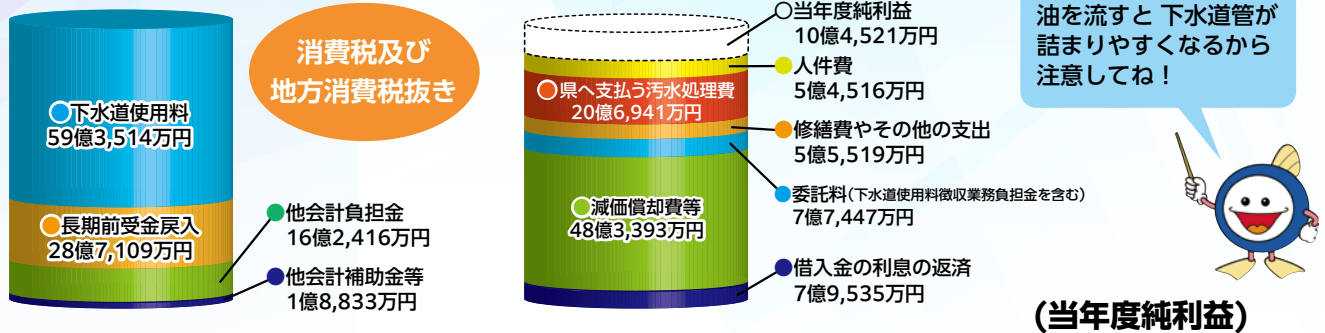 ●下水道使用料
59億3,514万円
●長期前受金戻入
28億7,109万円
●他会計負担金
16億2,416万円
●他会計補助金等
1億8,833万円
消費税及び
地方消費税抜き
○当年度純利益
10億4,521万円
●人件費
5億4,516万円
●県へ支払う汚水処理費
20億6,941万円
●修繕費やその他の支出
5億5,519万円
●委託料(下水道使用料徴収業務負担金を含む)
7億7,447万円
●減価償却費等
48億3,393万円
●借入金の利息の返済
7億9,535万円
油を流すと 下水道管が
詰まりやすくなるから
注意してね!
(当年度純利益)